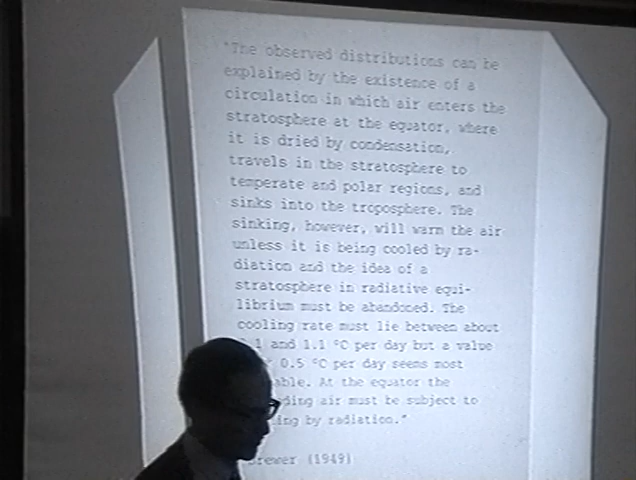 "The observed distributions can be
explained by the existence of a
circulation in which air enters the
stratosphere at the equator, where
it is dried by condensation,
travels in the stratosphere to
temperate and polar regions, and
sinks into the troposphere. The
sinking, however, will warm the air
unless it is being cooled by ra-
diation and the idea of a
stratosphere in radiative equi-
librium must be abandoned. The
cooling rate must lie between about
.1 and 1.1 °C per day but a value
0.5 °C per day seems most
able. At the equator the
ding air must be subject to
ing by radiation."
Brewer (1949)